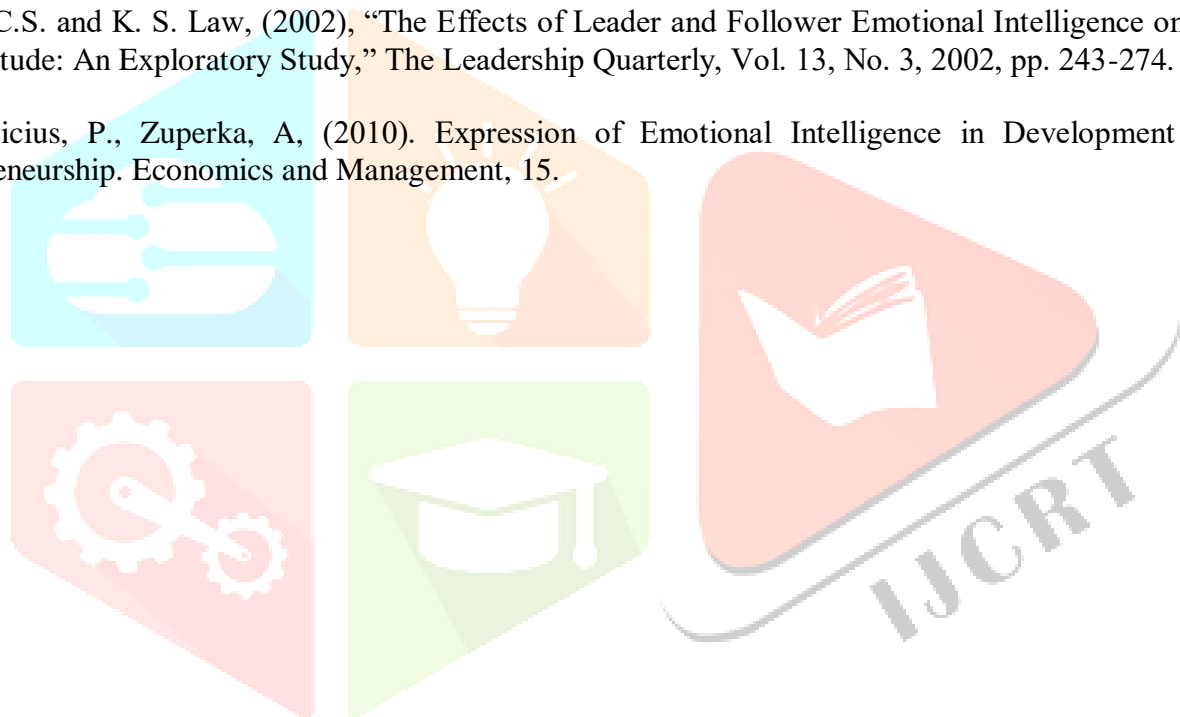 C.S. and K. S. Law, (2002), “The Effects of Leader and Follower Emotional Intelligence on
tude: An Exploratory Study,” The Leadership Quarterly, Vol. 13, No. 3, 2002, pp. 243-274.
icius, P., Zuperka, A, (2010). Expression of Emotional Intelligence in Development
eneurship. Economics and Management, 15.
IJCRT